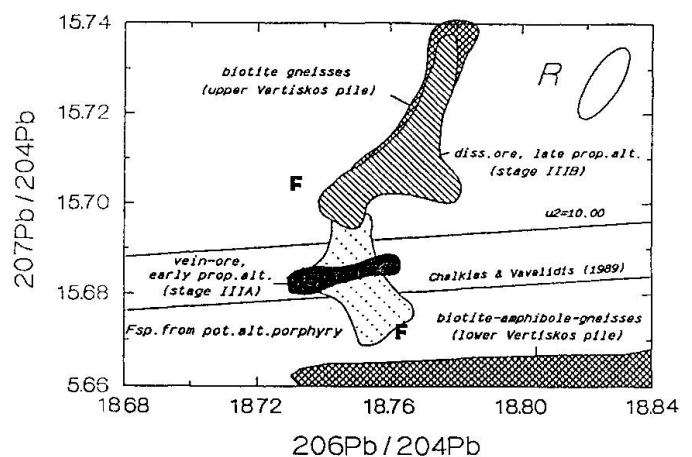 15.74
biotite gneisses
(upper Vertiskos pile)
R
15.72
diss.ore, late prop.alt.
(stage IIIB)
F
15.70
u2=10.00
vein-ore,
early prop.alt.
(stage IIIA)
Chalkias & Vavelidis (1989)
15.68
Fsp.from pot.alt.porphyry
F
biotite-amphibole-gneisses
(lower Vertiskos pile)
5.66
1868
18.72
18.76
18.80
18.84
206Pb/204Pb
207Pb/204Pb